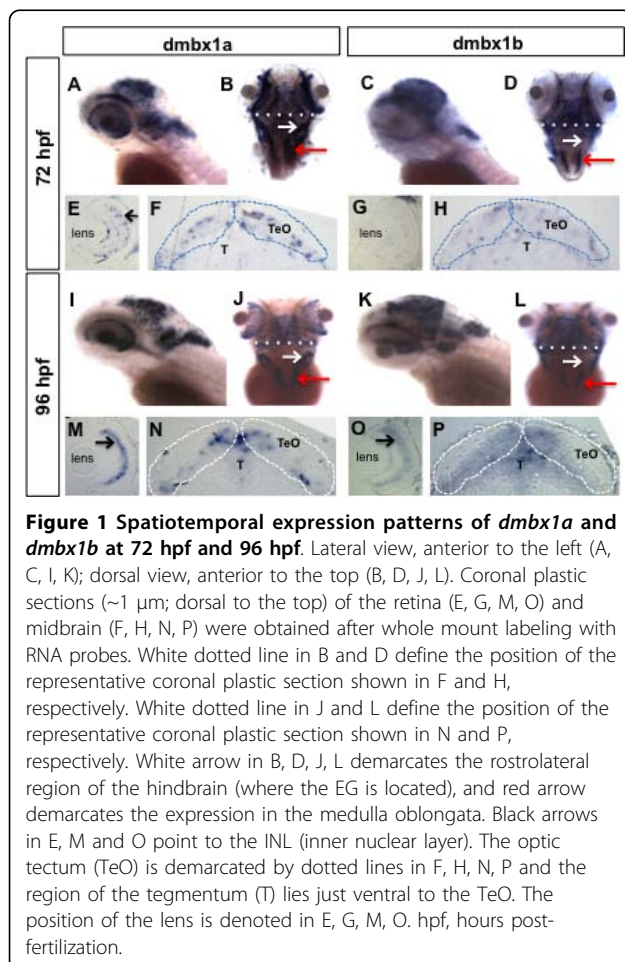 dmbx1a dmbx1b
72 hpf
A B C D
E lens F T TeO G lens H T TeO
96 hpf
I J K L
M lens N T TeO O lens P T TeO
Figure 1 Spatiotemporal expression patterns of dmbx1a and
dmbx1b at 72 hpf and 96 hpf. Lateral view, anterior to the left (A,
C, I, K); dorsal view, anterior to the top (B, D, J, L). Coronal plastic
sections (~1 μm; dorsal to the top) of the retina (E, G, M, O) and
midbrain (F, H, N, P) were obtained after whole mount labeling with
RNA probes. White dotted line in B and D define the position of the
representative coronal plastic section shown in F and H,
respectively. White dotted line in J and L define the position of the
representative coronal plastic section shown in N and P,
respectively. White arrow in B, D, J, L demarcates the rostrolateral
region of the hindbrain (where the EG is located), and red arrow
demarcates the expression in the medulla oblongata. Black arrows
in E, M and O point to the INL (inner nuclear layer). The optic
tectum (TeO) is demarcated by dotted lines in F, H, N, P and the
region of the tegmentum (T) lies just ventral to the TeO. The
position of the lens is denoted in E, G, M, O. hpf, hours post-
fertilization.